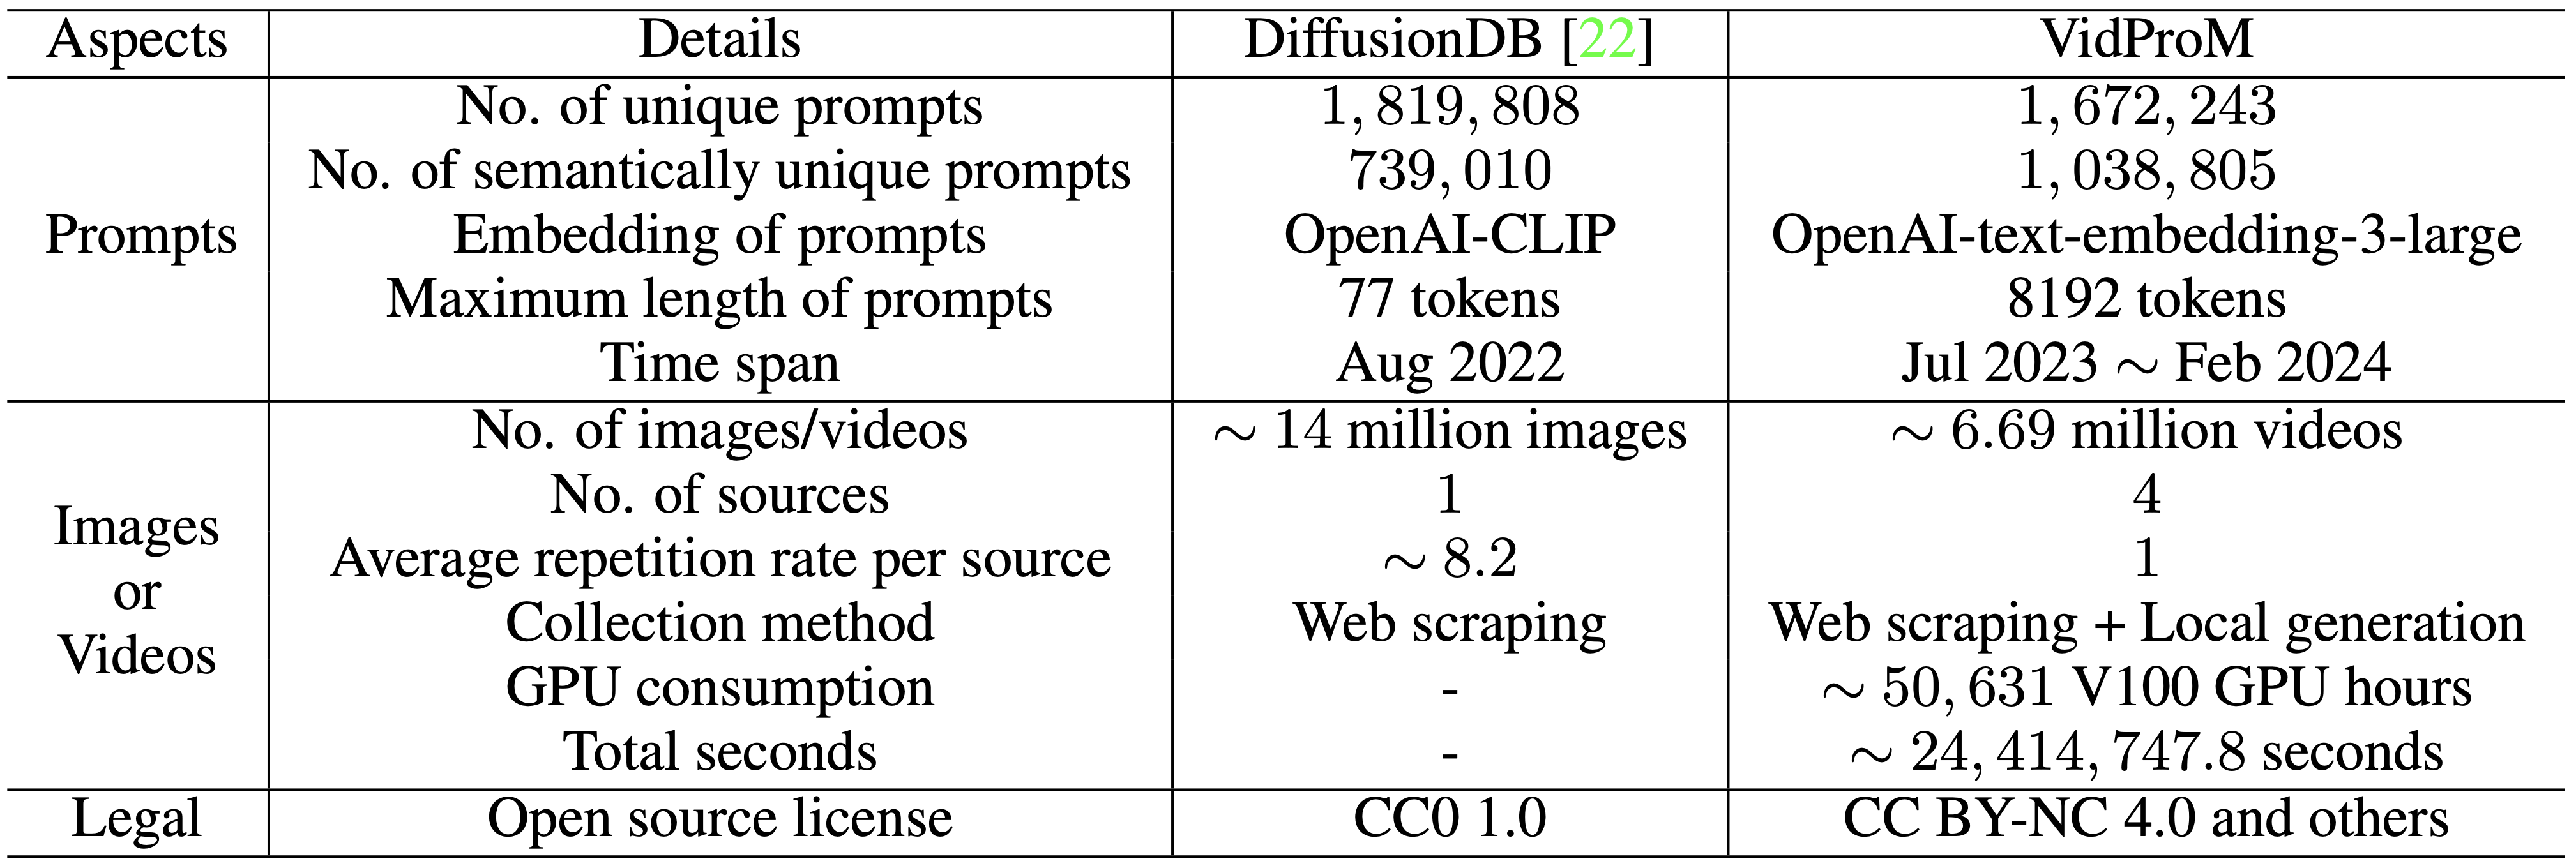 Aspects Details DiffusionDB [22] VidProM
No. of unique prompts 1, 819, 808 1, 672, 243
No. of semantically unique prompts 739, 010 1, 038, 805
Prompts Embedding of prompts OpenAI-CLIP OpenAI-text-embedding-3-large
Maximum length of prompts 77 tokens 8192 tokens
Time span Aug 2022 Jul 2023 ∼ Feb 2024
No. of images/videos ∼ 14 million images ∼ 6.69 million videos
No. of sources 1 4
Images
Average repetition rate per source ∼ 8.2 1
or
Collection method Web scraping Web scraping + Local generation
Videos
GPU consumption - ∼ 50, 631 V100 GPU hours
Total seconds - ∼ 24, 414, 747.8 seconds
Legal Open source license CC0 1.0 CC BY-NC 4.0 and others